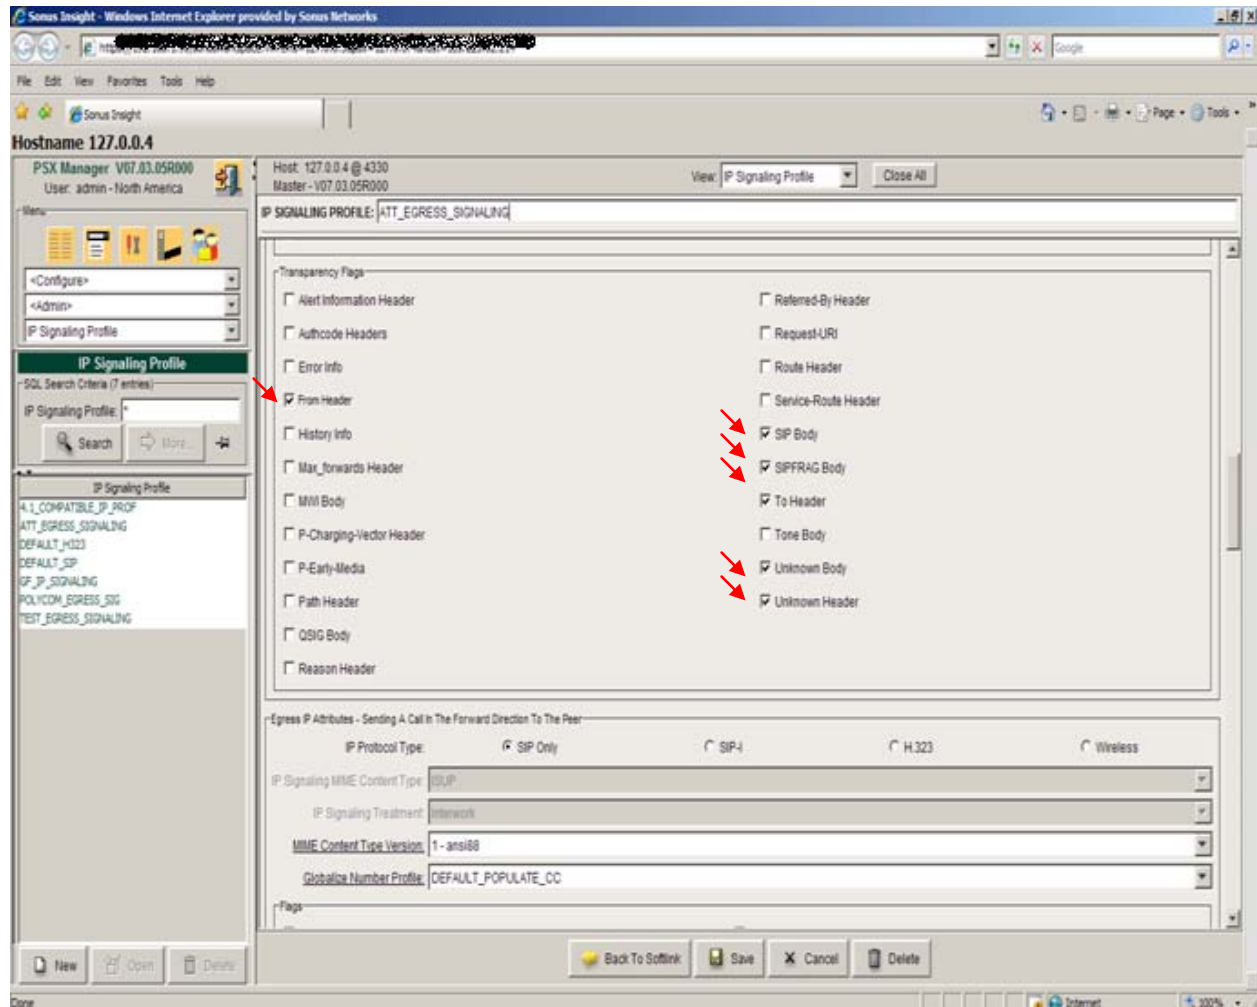 Sonus Insight - Windows Internet Explorer provided by Sonus Networks
Google
File Edit View Favorites Tools Help
Sonus Insight
Page Tools
Hostname 127.0.0.4
PSX Manager V07.03.05R000
User: admin - North America
Host: 127.0.0.4 @ 4330
Master - V07.03.05R000
View: IP Signaling Profile
Close All
Menu
IP SIGNALING PROFILE: ATT_EGRESS_SIGNALING
<Configure>
<Admin>
IP Signaling Profile
IP Signaling Profile
SQL Search Criteria (7 entries)
IP Signaling Profile: *
Search More...
IP Signaling Profile
4.1_COMPATIBLE_IP_PROF
ATT_EGRESS_SIGNALING
DEFAULT_H323
DEFAULT_SIP
GF_IP_SIGNALING
POLYCOM_EGRESS_SIG
TEST_EGRESS_SIGNALING
New Open Delete
Transparency Flags
Alert Information Header
Authcode Headers
Error Info
From Header
History Info
Max_forwards Header
MWI Body
P-Charging-Vector Header
P-Early-Media
Path Header
QSIG Body
Reason Header
Referred-By Header
Request-URI
Route Header
Service-Route Header
SIP Body
SIPFRAG Body
To Header
Tone Body
Unknown Body
Unknown Header
Egress IP Attributes - Sending A Call In The Forward Direction To The Peer
IP Protocol Type: SIP Only SIP-I H.323 Wireless
IP Signaling MIME Content Type: ISUP
IP Signaling Treatment: Interwork
MIME Content Type Version: 1 - ansi88
Globalize Number Profile: DEFAULT_POPULATE_CC
Flags
Back To Softlink Save Cancel Delete
Done
Internet
100%